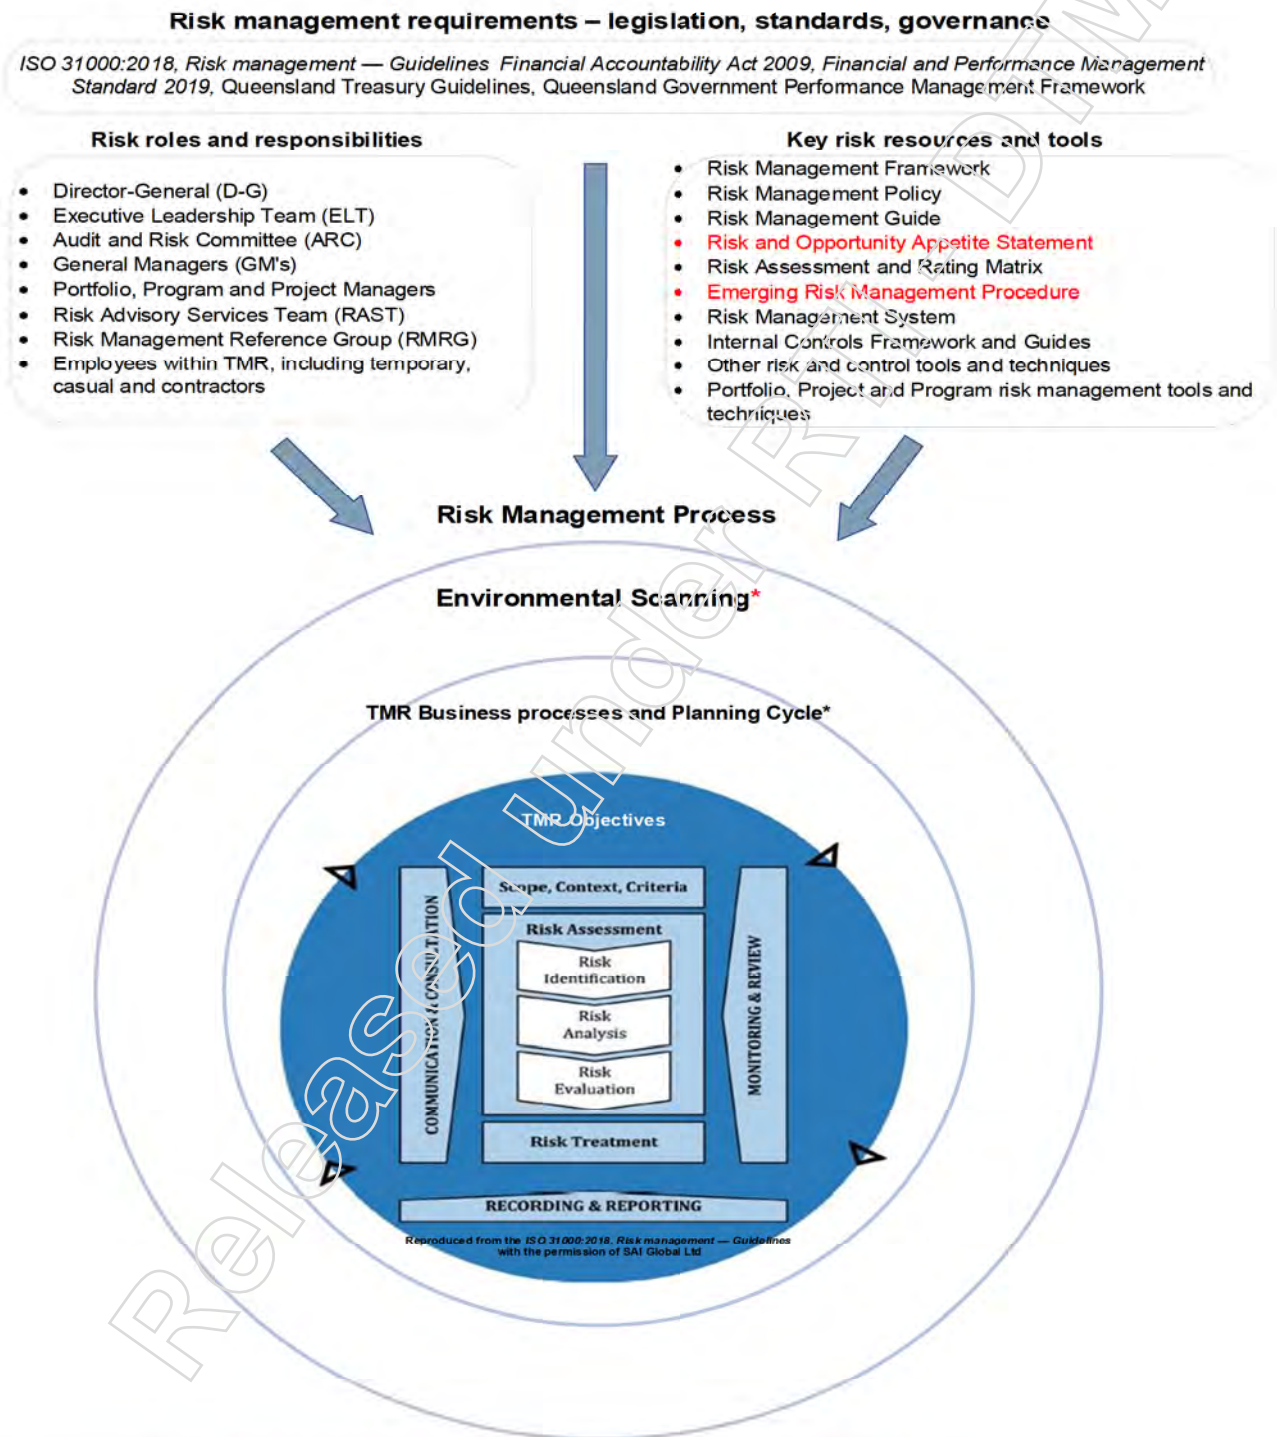 Risk management requirements – legislation, standards, governance
ISO 31000:2018, Risk management — Guidelines Financial Accountability Act 2009, Financial and Performance Management
Standard 2019, Queensland Treasury Guidelines, Queensland Government Performance Management Framework
Risk roles and responsibilities
• Director-General (D-G)
• Executive Leadership Team (ELT)
• Audit and Risk Committee (ARC)
• General Managers (GM's)
• Portfolio, Program and Project Managers
• Risk Advisory Services Team (RAST)
• Risk Management Reference Group (RMRG)
• Employees within TMR, including temporary,
casual and contractors
Key risk resources and tools
• Risk Management Framework
• Risk Management Policy
• Risk Management Guide
• Risk and Opportunity Appetite Statement
• Risk Assessment and Rating Matrix
• Emerging Risk Management Procedure
• Risk Management System
• Internal Controls Framework and Guides
• Other risk and control tools and techniques
• Portfolio, Project and Program risk management tools and
techniques
Risk Management Process
Environmental Scanning*
TMR Business processes and Planning Cycle*
TMR Objectives
COMMUNICATION & CONSULTATION
Scope, Context, Criteria
Risk Assessment
Risk
Identification
Risk
Analysis
Risk
Evaluation
Risk Treatment
MONITORING & REVIEW
RECORDING & REPORTING
Reproduced from the ISO 31000:2018, Risk management — Guidelines
with the permission of SAI Global Ltd
Released under RTI - DTM